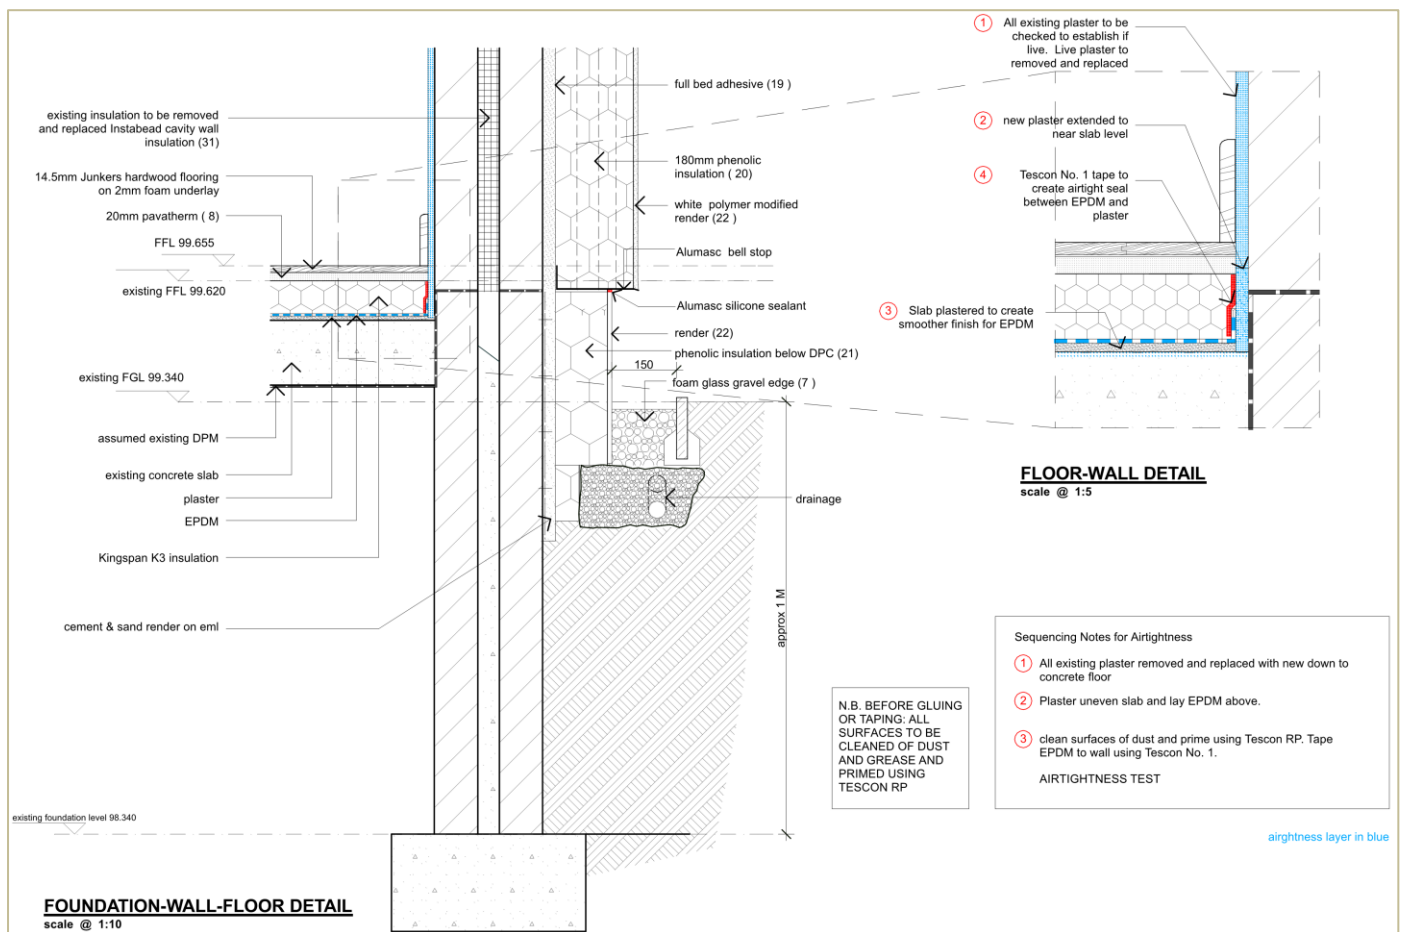 existing insulation to be removed
and replaced Instabead cavity wall
insulation (31)
14.5mm Junkers hardwood flooring
on 2mm foam underlay
20mm pavatherm ( 8)
FFL 99.655
existing FFL 99.620
existing FGL 99.340
assumed existing DPM
existing concrete slab
plaster
EPDM
Kingspan K3 insulation
cement & sand render on eml
existing foundation level 98.340
FOUNDATION-WALL-FLOOR DETAIL
scale @ 1:10
full bed adhesive (19 )
180mm phenolic
insulation ( 20)
white polymer modified
render (22 )
Alumasc bell stop
Alumasc silicone sealant
render (22)
phenolic insulation below DPC (21)
150
foam glass gravel edge (7 )
drainage
approx 1 M
1 All existing plaster to be
checked to establish if
live. Live plaster to
removed and replaced
2 new plaster extended to
near slab level
4 Tescon No. 1 tape to
create airtight seal
between EPDM and
plaster
3 Slab plastered to create
smoother finish for EPDM
FLOOR-WALL DETAIL
scale @ 1:5
N.B. BEFORE GLUING
OR TAPING: ALL
SURFACES TO BE
CLEANED OF DUST
AND GREASE AND
PRIMED USING
TESCON RP
Sequencing Notes for Airtightness
1 All existing plaster removed and replaced with new down to
concrete floor
2 Plaster uneven slab and lay EPDM above.
3 clean surfaces of dust and prime using Tescon RP. Tape
EPDM to wall using Tescon No. 1.
AIRTIGHTNESS TEST
airghtness layer in blue